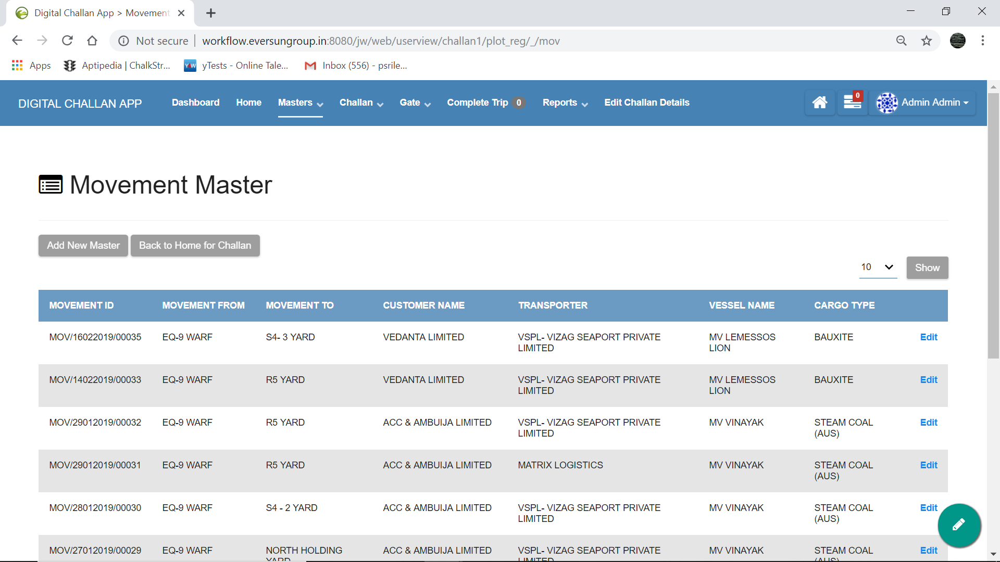 Digital Challan App > Movement
Not secure workflow.eversungroup.in:8080/jw/web/userview/challan1/plot_reg/_/mov
Apps Aptipedia | ChalkStr... yTests - Online Tale... Inbox (556) - psrile...
DIGITAL CHALLAN APP Dashboard Home Masters Challan Gate Complete Trip 0 Reports Edit Challan Details 0 Admin Admin
Movement Master
Add New Master Back to Home for Challan
10 Show
MOVEMENT ID MOVEMENT FROM MOVEMENT TO CUSTOMER NAME TRANSPORTER VESSEL NAME CARGO TYPE
MOV/16022019/00035 EQ-9 WARF S4- 3 YARD VEDANTA LIMITED VSPL- VIZAG SEAPORT PRIVATE MV LEMESSOS BAUXITE Edit
LIMITED LION
MOV/14022019/00033 EQ-9 WARF R5 YARD VEDANTA LIMITED VSPL- VIZAG SEAPORT PRIVATE MV LEMESSOS BAUXITE Edit
LIMITED LION
MOV/29012019/00032 EQ-9 WARF R5 YARD ACC & AMBUIJA LIMITED VSPL- VIZAG SEAPORT PRIVATE MV VINAYAK STEAM COAL Edit
LIMITED (AUS)
MOV/29012019/00031 EQ-9 WARF R5 YARD ACC & AMBUIJA LIMITED MATRIX LOGISTICS MV VINAYAK STEAM COAL Edit
(AUS)
MOV/28012019/00030 EQ-9 WARF S4 - 2 YARD ACC & AMBUIJA LIMITED VSPL- VIZAG SEAPORT PRIVATE MV VINAYAK STEAM COAL Edit
LIMITED (AUS)
MOV/27012019/00029 EQ-9 WARF NORTH HOLDING ACC & AMBUIJA LIMITED VSPL- VIZAG SEAPORT PRIVATE MV VINAYAK STEAM COAL Edit